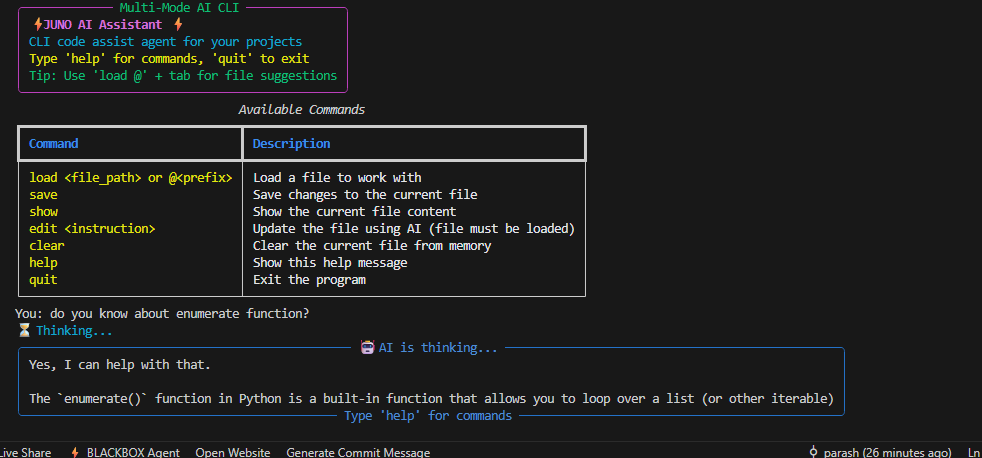 Multi-Mode AI CLI
⚡JUNO AI Assistant ⚡
CLI code assist agent for your projects
Type 'help' for commands, 'quit' to exit
Tip: Use 'load @' + tab for file suggestions
Available Commands
Command Description
load <file_path> or @<prefix> Load a file to work with
save Save changes to the current file
show Show the current file content
edit <instruction> Update the file using AI (file must be loaded)
clear Clear the current file from memory
help Show this help message
quit Exit the program
You: do you know about enumerate function?
⏳ Thinking...
🤖 AI is thinking...
Yes, I can help with that.
The `enumerate()` function in Python is a built-in function that allows you to loop over a list (or other iterable)
Type 'help' for commands
Live Share ⚡ BLACKBOX Agent Open Website Generate Commit Message parash (26 minutes ago) Ln